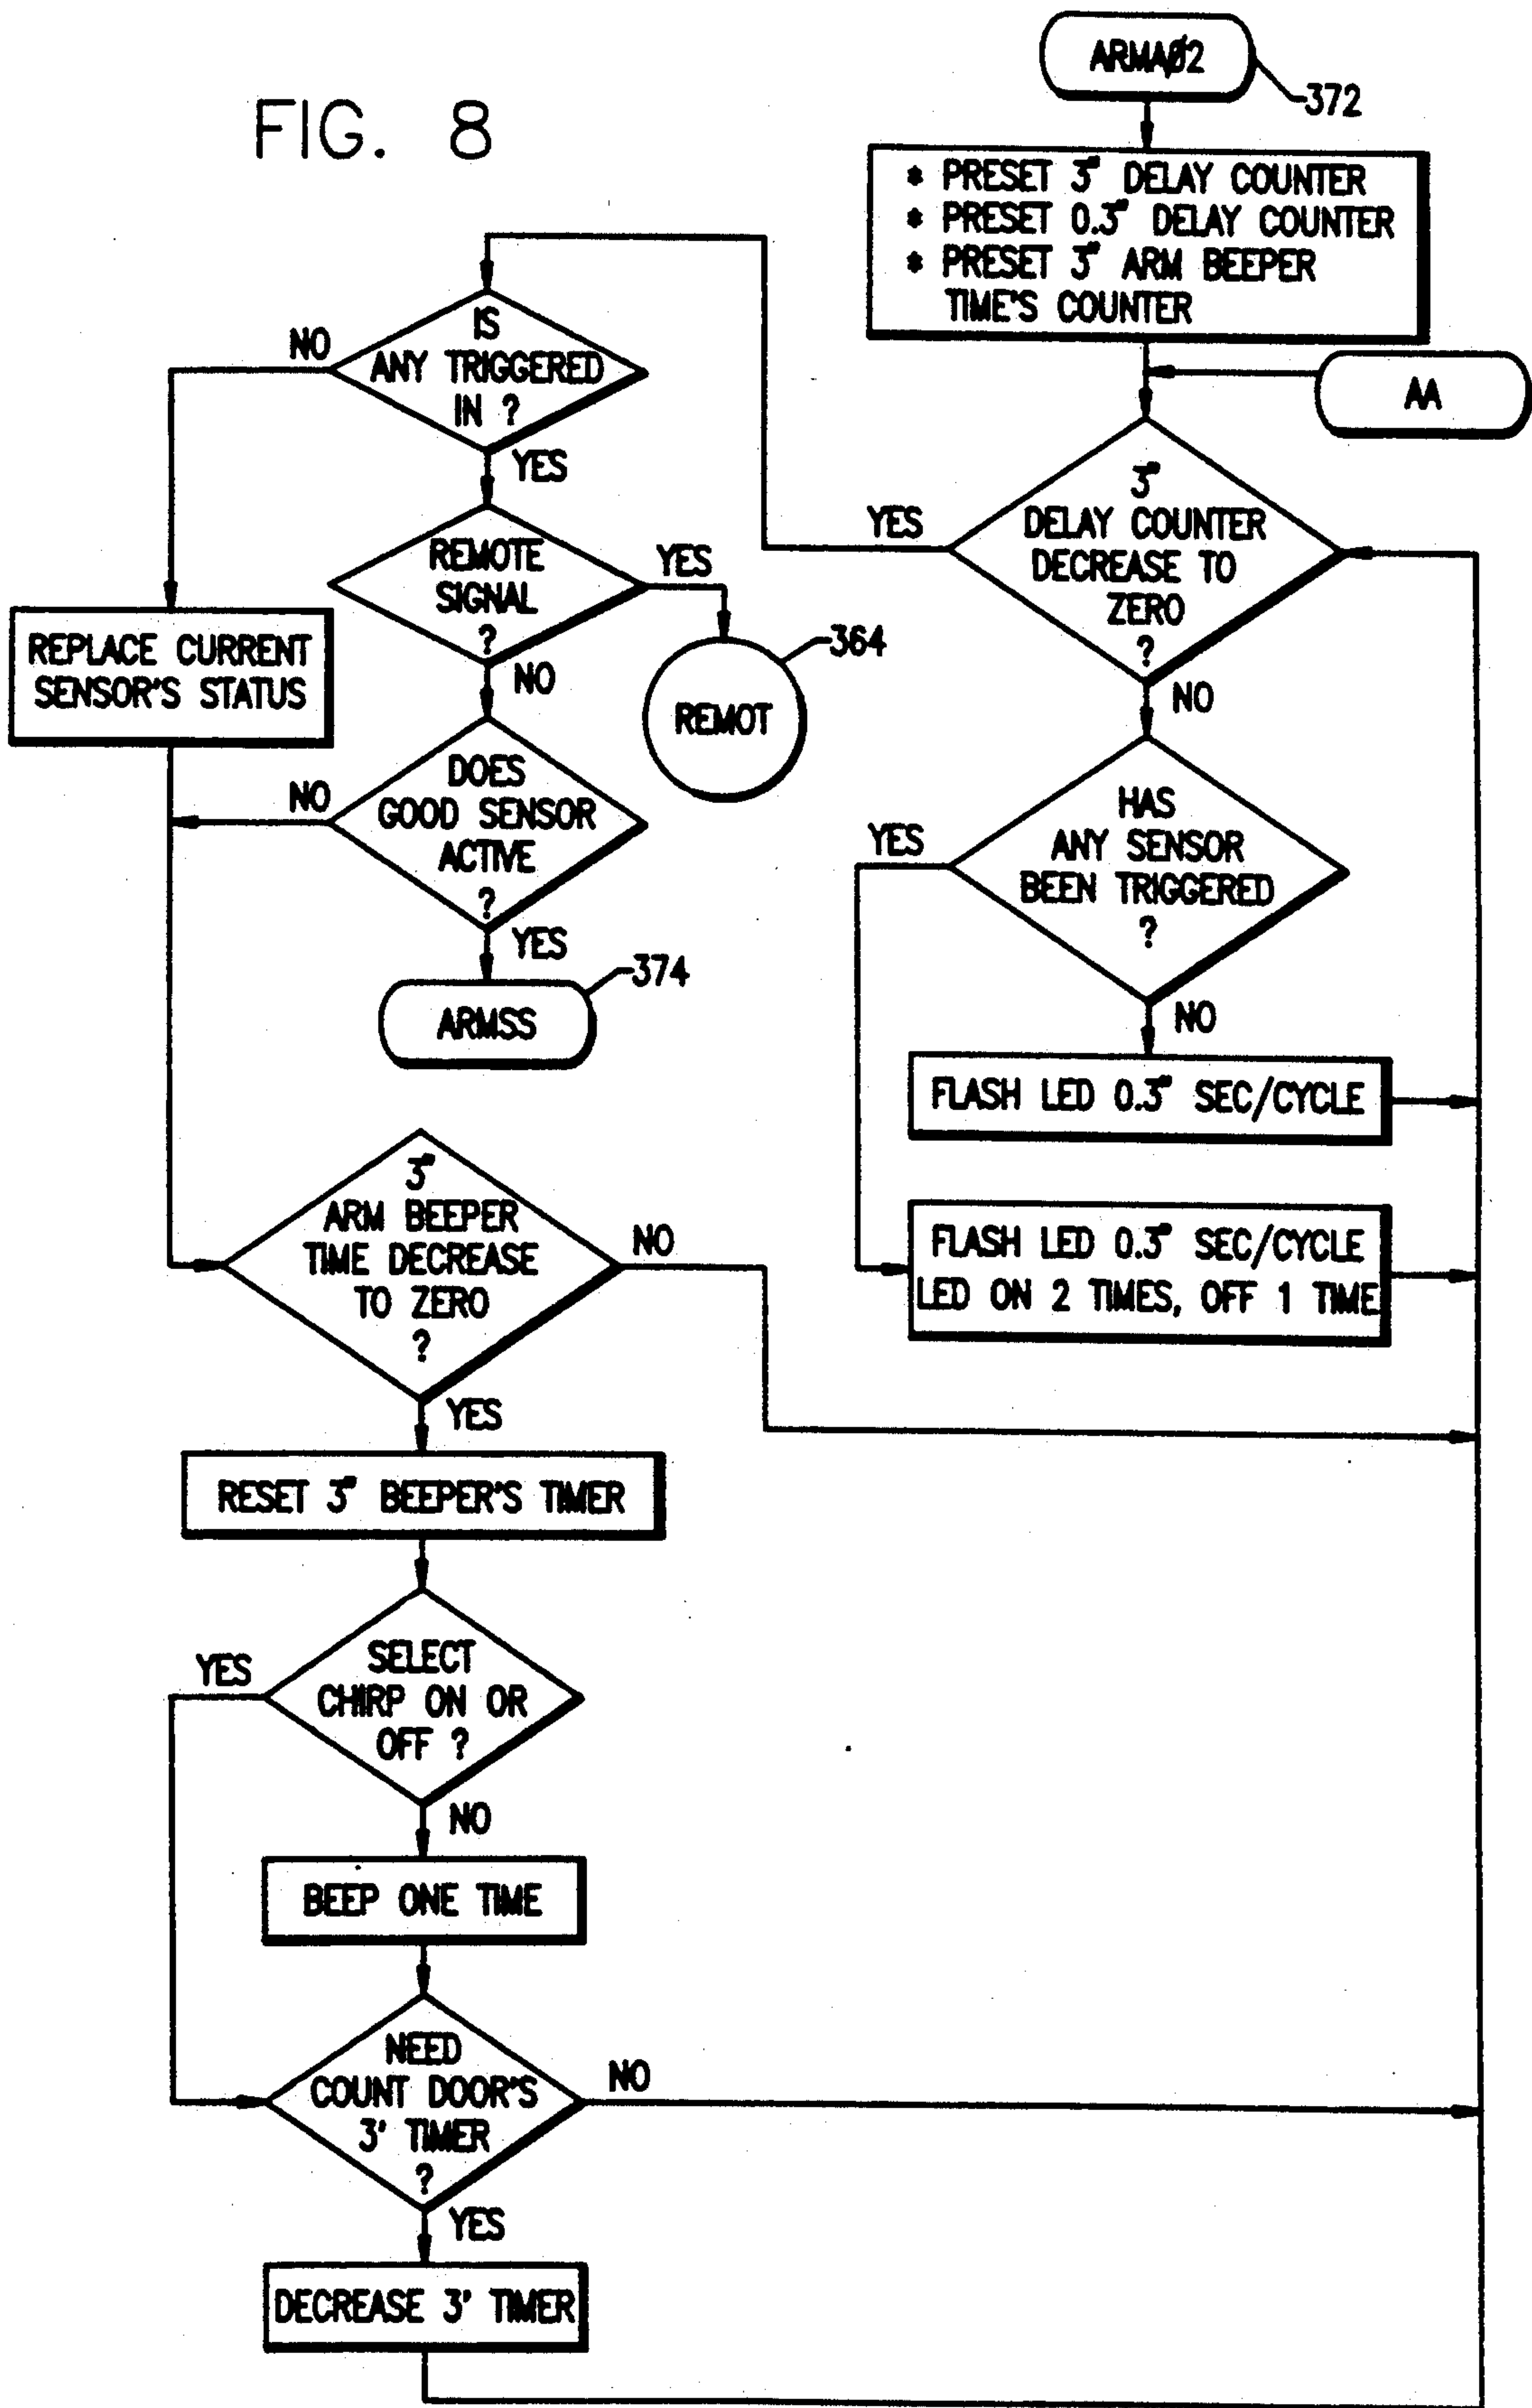 FIG. 8
ARMAØ2
372
* PRESET 3" DELAY COUNTER
* PRESET 0.3" DELAY COUNTER
* PRESET 3" ARM BEEPER
TIME'S COUNTER
AA
3"
DELAY COUNTER
DECREASE TO
ZERO
?
YES
NO
HAS
ANY SENSOR
BEEN TRIGGERED
?
YES
NO
FLASH LED 0.3" SEC/CYCLE
FLASH LED 0.3" SEC/CYCLE
LED ON 2 TIMES, OFF 1 TIME
IS
ANY TRIGGERED
IN ?
NO
YES
REMOTE
SIGNAL
?
YES
NO
364
REMOT
REPLACE CURRENT
SENSOR'S STATUS
DOES
GOOD SENSOR
ACTIVE
?
NO
YES
374
ARMSS
3"
ARM BEEPER
TIME DECREASE
TO ZERO
?
NO
YES
RESET 3" BEEPER'S TIMER
SELECT
CHIRP ON OR
OFF ?
YES
NO
BEEP ONE TIME
NEED
COUNT DOOR'S
3' TIMER
?
NO
YES
DECREASE 3' TIMER